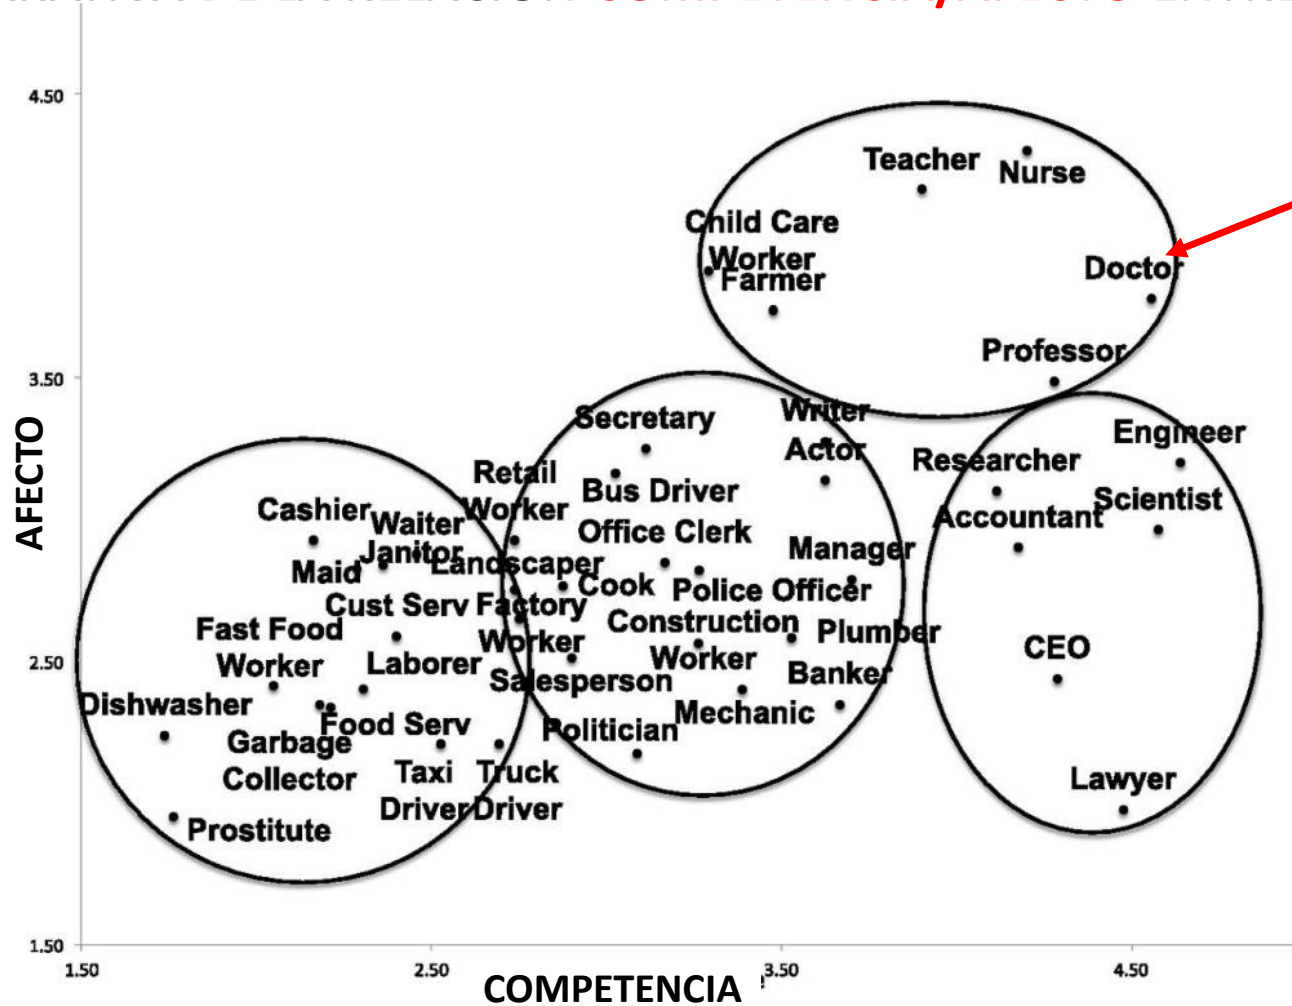 4.50
Teacher
Nurse
Child Care
Worker
Farmer
Doctor
Professor
3.50
AFECTO
Secretary
Writer
Actor
Engineer
Researcher
Retail
Worker
Bus Driver
Scientist
Cashier
Waiter
Accountant
Office Clerk
Janitor
Landscaper
Manager
Maid
Cook
Police Officer
Cust Serv
Factory
Worker
Construction
Worker
Plumber
Fast Food
Worker
Laborer
CEO
2.50
Salesperson
Banker
Dishwasher
Food Serv
Politician
Mechanic
Garbage
Collector
Taxi
Driver
Truck
Driver
Lawyer
Prostitute
1.50
1.50
2.50
3.50
4.50
COMPETENCIA